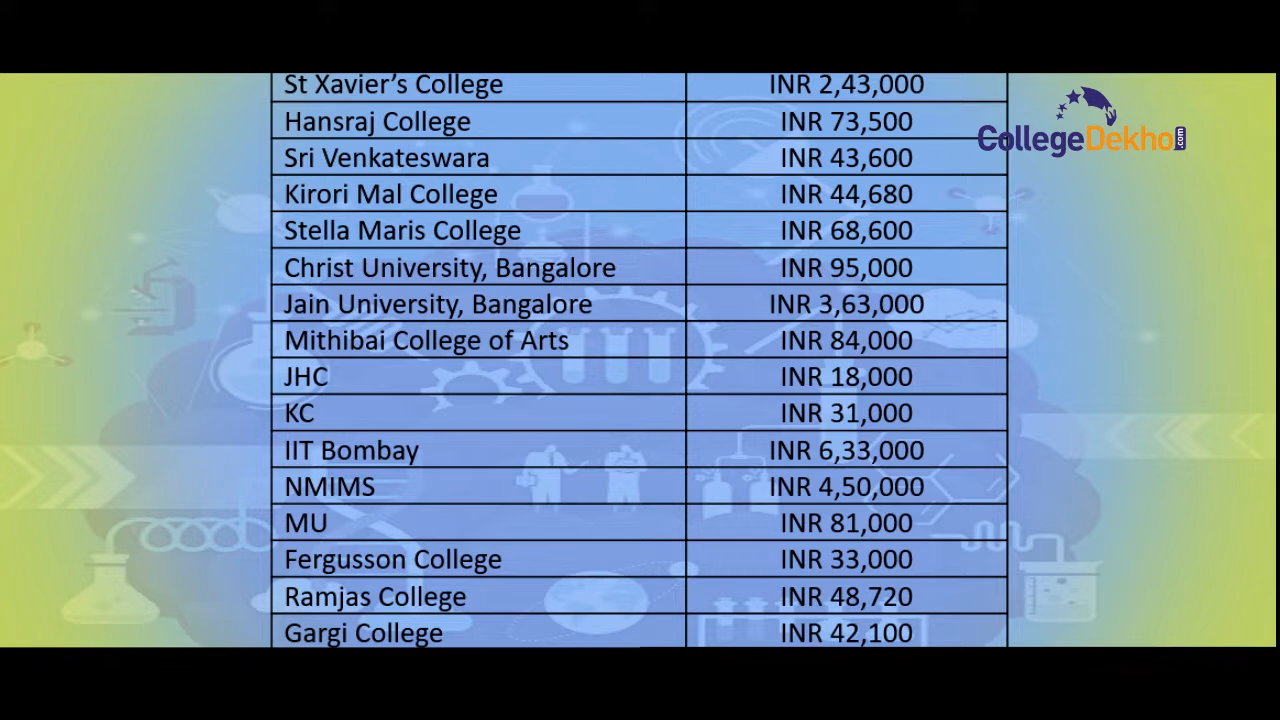 St Xavier's College INR 2,43,000
Hansraj College INR 73,500
CollegeDekho.com
Sri Venkateswara INR 43,600
Kirori Mal College INR 44,680
Stella Maris College INR 68,600
Christ University, Bangalore INR 95,000
Jain University, Bangalore INR 3,63,000
Mithibai College of Arts INR 84,000
JHC INR 18,000
KC INR 31,000
IIT Bombay INR 6,33,000
NMIMS INR 4,50,000
MU INR 81,000
Fergusson College INR 33,000
Ramjas College INR 48,720
Gargi College INR 42,100